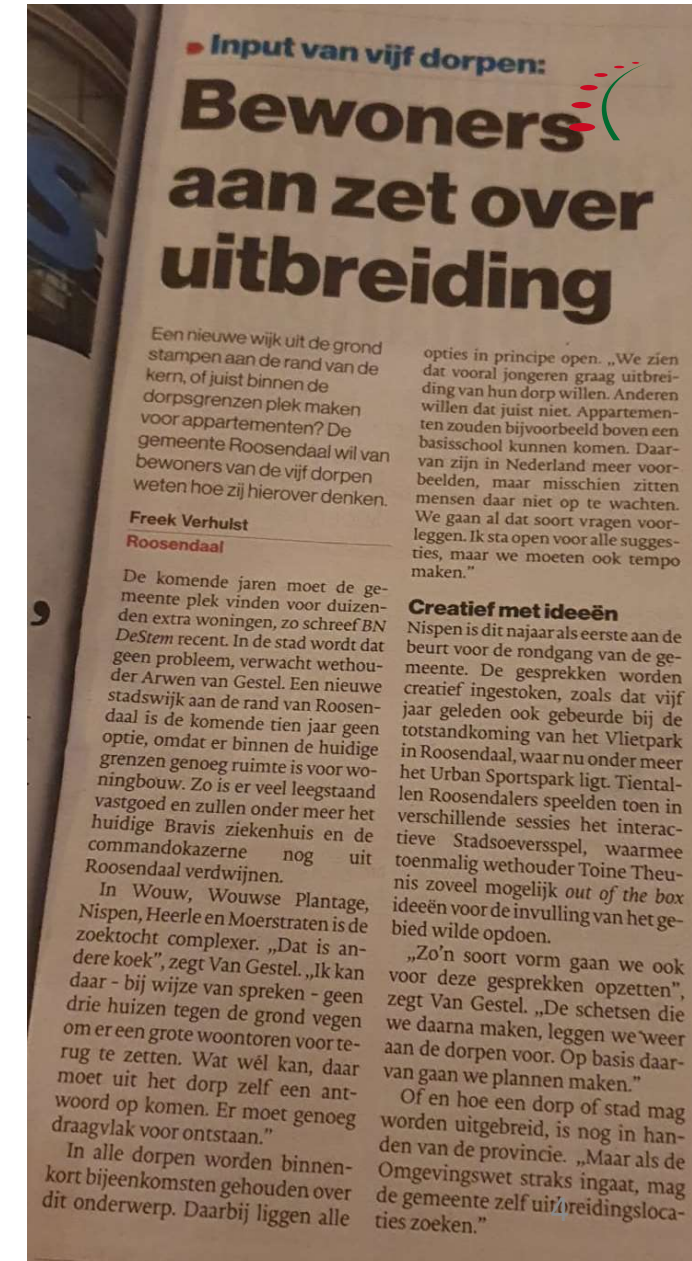 Input van vijf dorpen:
Bewoners
aan zet over
uitbreiding
Een nieuwe wijk uit de grond
stampen aan de rand van de
kern, of juist binnen de
dorpsgrenzen plek maken
voor appartementen? De
gemeente Roosendaal wil van
bewoners van de vijf dorpen
weten hoe zij hierover denken.
Freek Verhulst
Roosendaal
De komende jaren moet de ge-
meente plek vinden voor duizen-
den extra woningen, zo schreef BN
DeStem recent. In de stad wordt dat
geen probleem, verwacht wethou-
der Arwen van Gestel. Een nieuwe
stadswijk aan de rand van Roosen-
daal is de komende tien jaar geen
optie, omdat er binnen de huidige
grenzen genoeg ruimte is voor wo-
ningbouw. Zo is er veel leegstaand
vastgoed en zullen onder meer het
huidige Bravis ziekenhuis en de
commandokazerne nog uit
Roosendaal verdwijnen.
In Wouw, Wouwse Plantage,
Nispen, Heerle en Moerstraten is de
zoektocht complexer. „Dat is an-
dere koek”, zegt Van Gestel. „Ik kan
daar - bij wijze van spreken - geen
drie huizen tegen de grond vegen
om er een grote woontoren voor te-
rug te zetten. Wat wél kan, daar
moet uit het dorp zelf een ant-
woord op komen. Er moet genoeg
draagvlak voor ontstaan.”
In alle dorpen worden binnen-
kort bijeenkomsten gehouden over
dit onderwerp. Daarbij liggen alle
opties in principe open. „We zien
dat vooral jongeren graag uitbrei-
ding van hun dorp willen. Anderen
willen dat juist niet. Appartemen-
ten zouden bijvoorbeeld boven een
basisschool kunnen komen. Daar-
van zijn in Nederland meer voor-
beelden, maar misschien zitten
mensen daar niet op te wachten.
We gaan al dat soort vragen voor-
leggen. Ik sta open voor alle sugges-
ties, maar we moeten ook tempo
maken.”
Creatief met ideeën
Nispen is dit najaar als eerste aan de
beurt voor de rondgang van de ge-
meente. De gesprekken worden
creatief ingestoken, zoals dat vijf
jaar geleden ook gebeurde bij de
totstandkoming van het Vlietpark
in Roosendaal, waar nu onder meer
het Urban Sportspark ligt. Tiental-
len Roosendalers speelden toen in
verschillende sessies het interac-
tieve Stadsoeversspel, waarmee
toenmalig wethouder Toine Theu-
nis zoveel mogelijk out of the box
ideeën voor de invulling van het ge-
bied wilde opdoen.
„Zo’n soort vorm gaan we ook
voor deze gesprekken opzetten”,
zegt Van Gestel. „De schetsen die
we daarna maken, leggen we weer
aan de dorpen voor. Op basis daar-
van gaan we plannen maken.”
Of en hoe een dorp of stad mag
worden uitgebreid, is nog in han-
den van de provincie. „Maar als de
Omgevingswet straks ingaat, mag
de gemeente zelf uitbreidingsloca-
ties zoeken.”